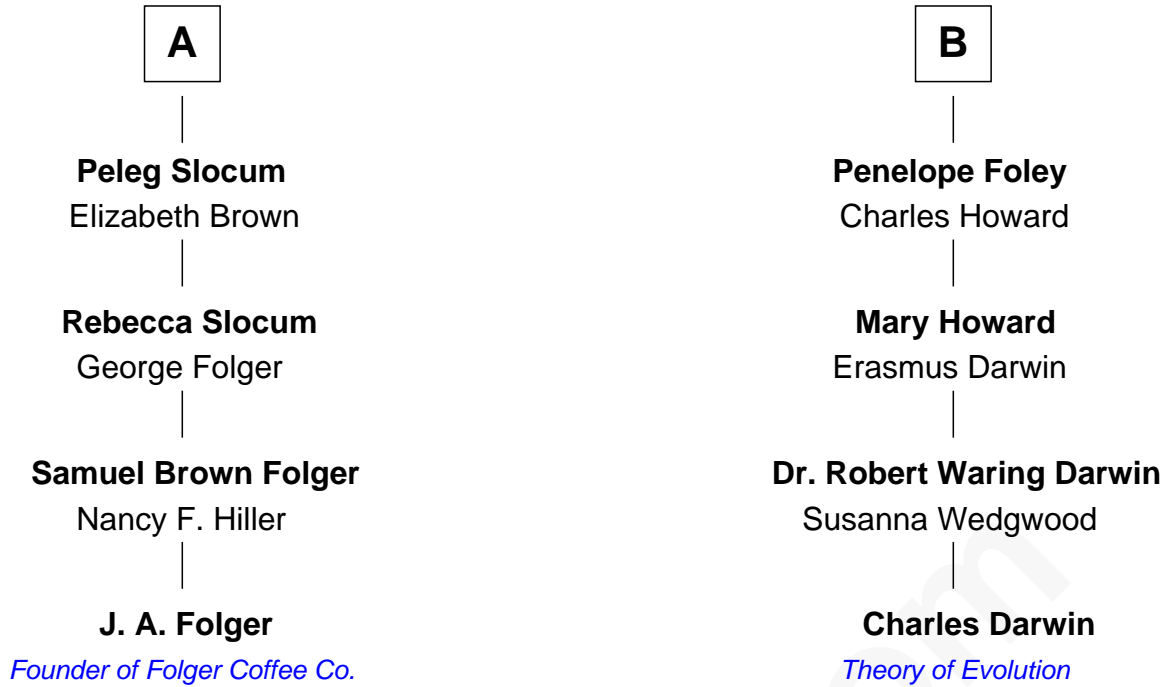 A
Peleg Slocum
Elizabeth Brown
Rebecca Slocum
George Folger
Samuel Brown Folger
Nancy F. Hiller
J. A. Folger
Founder of Folger Coffee Co.
B
Penelope Foley
Charles Howard
Mary Howard
Erasmus Darwin
Dr. Robert Waring Darwin
Susanna Wedgwood
Charles Darwin
Theory of Evolution
om